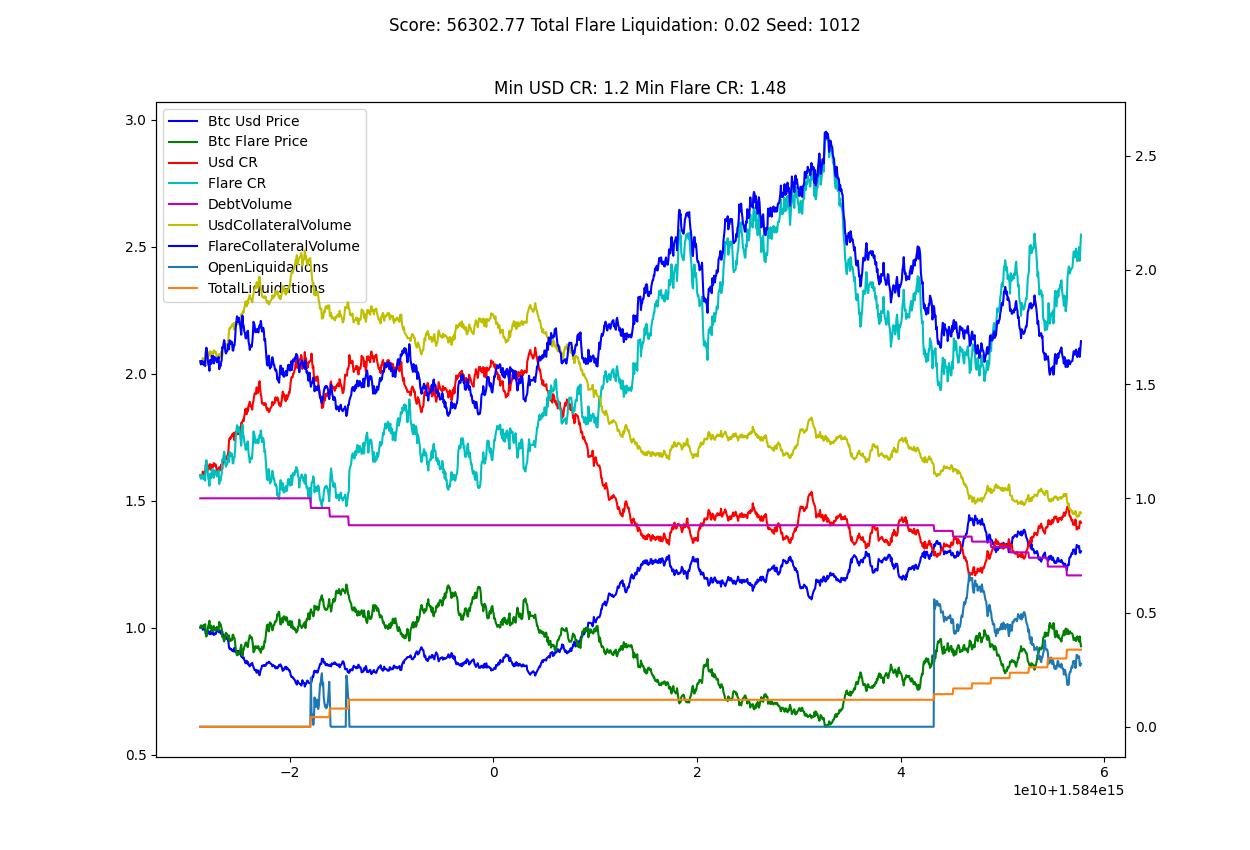 Score: 56302.77 Total Flare Liquidation: 0.02 Seed: 1012
Min USD CR: 1.2 Min Flare CR: 1.48
Btc Usd Price
Btc Flare Price
Usd CR
Flare CR
DebtVolume
UsdCollateralVolume
FlareCollateralVolume
OpenLiquidations
TotalLiquidations
3.0
2.5
2.0
1.5
1.0
0.5
2.5
2.0
1.5
1.0
0.5
0.0
−2 0 2 4 6
1e10+1.584e15